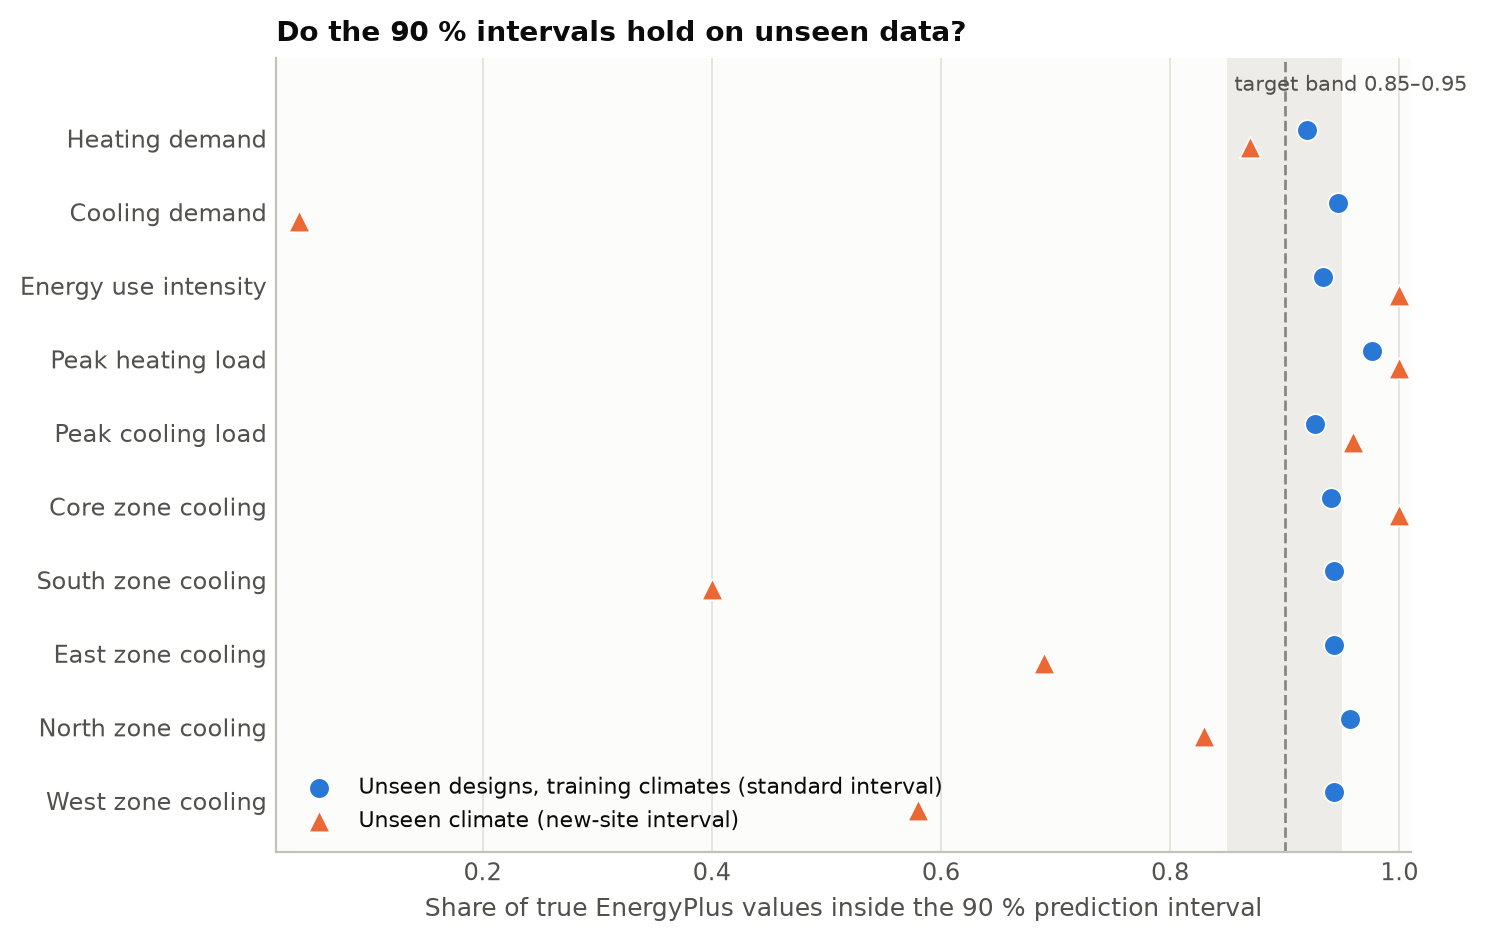 Do the 90 % intervals hold on unseen data?
target band 0.85–0.95
Heating demand
Cooling demand
Energy use intensity
Peak heating load
Peak cooling load
Core zone cooling
South zone cooling
East zone cooling
North zone cooling
West zone cooling
Unseen designs, training climates (standard interval)
Unseen climate (new-site interval)
0.2 0.4 0.6 0.8 1.0
Share of true EnergyPlus values inside the 90 % prediction interval